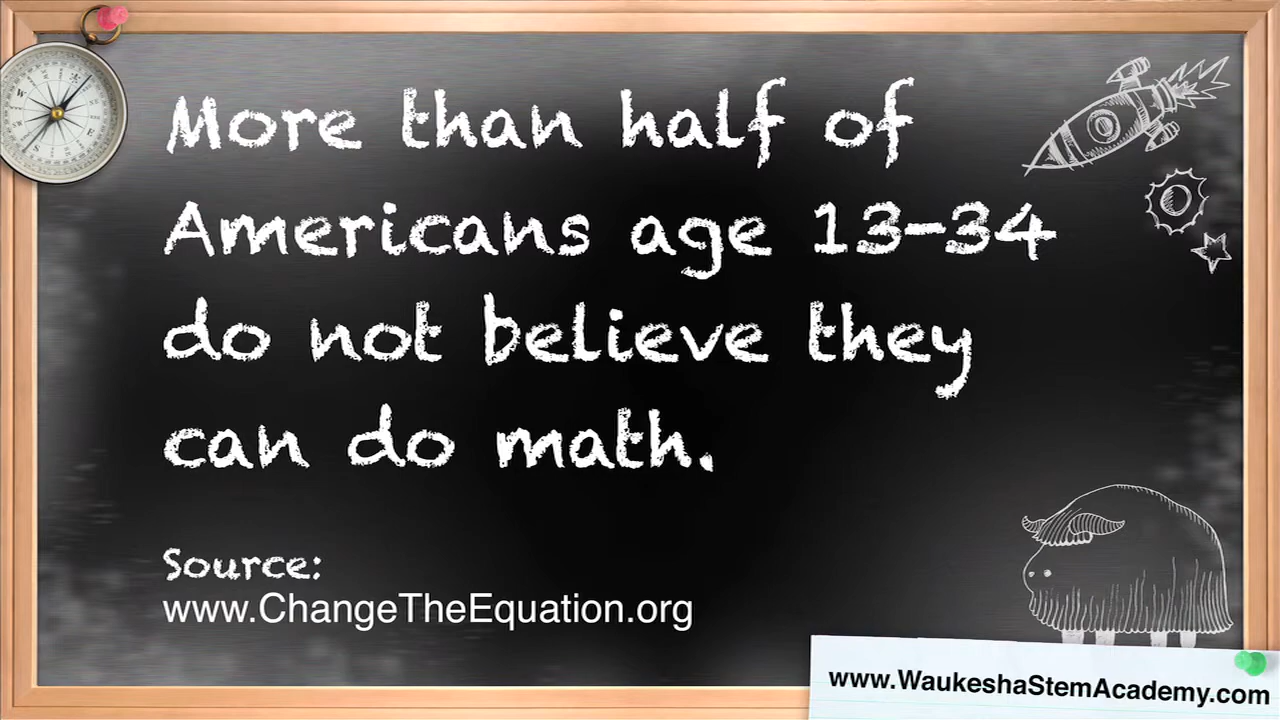 More than half of
Americans age 13-34
do not believe they
can do math.
Source:
www.ChangeTheEquation.org
www.WaukeshaStemAcademy.com